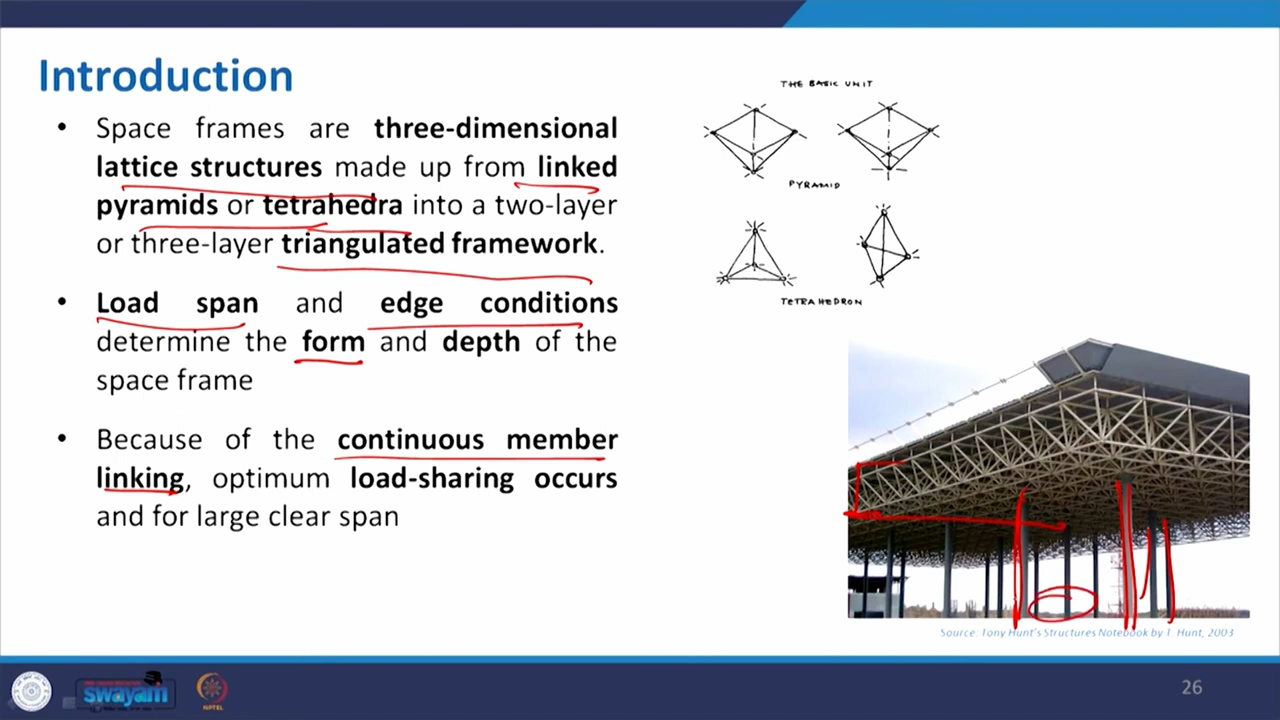 Introduction
• Space frames are three-dimensional
lattice structures made up from linked
pyramids or tetrahedra into a two-layer
or three-layer triangulated framework.
• Load span and edge conditions
determine the form and depth of the
space frame
• Because of the continuous member
linking, optimum load-sharing occurs
and for large clear span
THE BASIC UNIT
PYRAMID
TETRAHEDRON
Source: Tony Hunt's Structures Notebook by T. Hunt, 2003
swayam
NPTEL
26